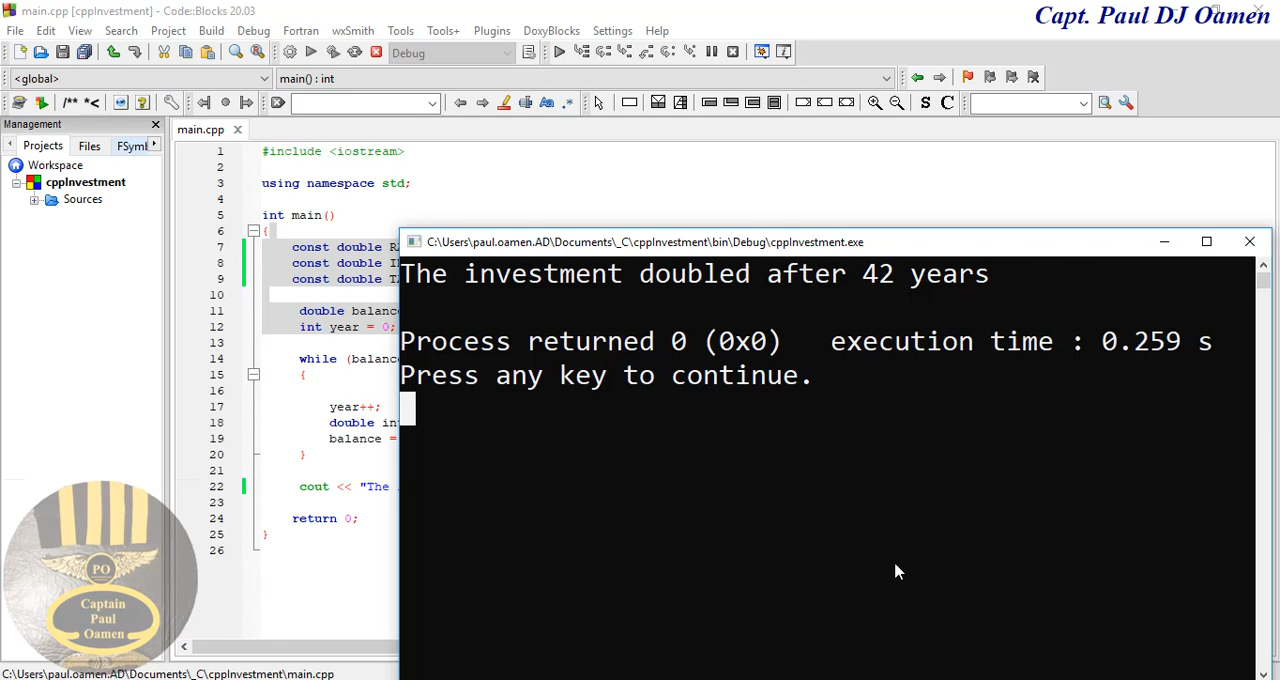 main.cpp [cppInvestment] - Code::Blocks 20.03
Capt. Paul DJ Oamen
File Edit View Search Project Build Debug Fortran wxSmith Tools Tools+ Plugins DoxyBlocks Settings Help
Debug
<global> main() : int
/** *< Aa .* S C
Management
main.cpp
Projects Files FSymb
Workspace
cppInvestment
Sources
1 #include <iostream>
2
3 using namespace std;
4
5 int main()
6 {
7 const double
8 const double
9 const double
10
11 double balanc
12 int year = 0;
13
14 while (balanc
15 {
16
17 year++;
18 double in
19 balance =
20 }
21
22 cout << "The
23
24 return 0;
25 }
26
C:\Users\paul.oamen.AD\Documents\_C\cppInvestment\bin\Debug\cppInvestment.exe
The investment doubled after 42 years
Process returned 0 (0x0) execution time : 0.259 s
Press any key to continue.
PO
Captain
Paul
Oamen
C:\Users\paul.oamen.AD\Documents\_C\cppInvestment\main.cpp